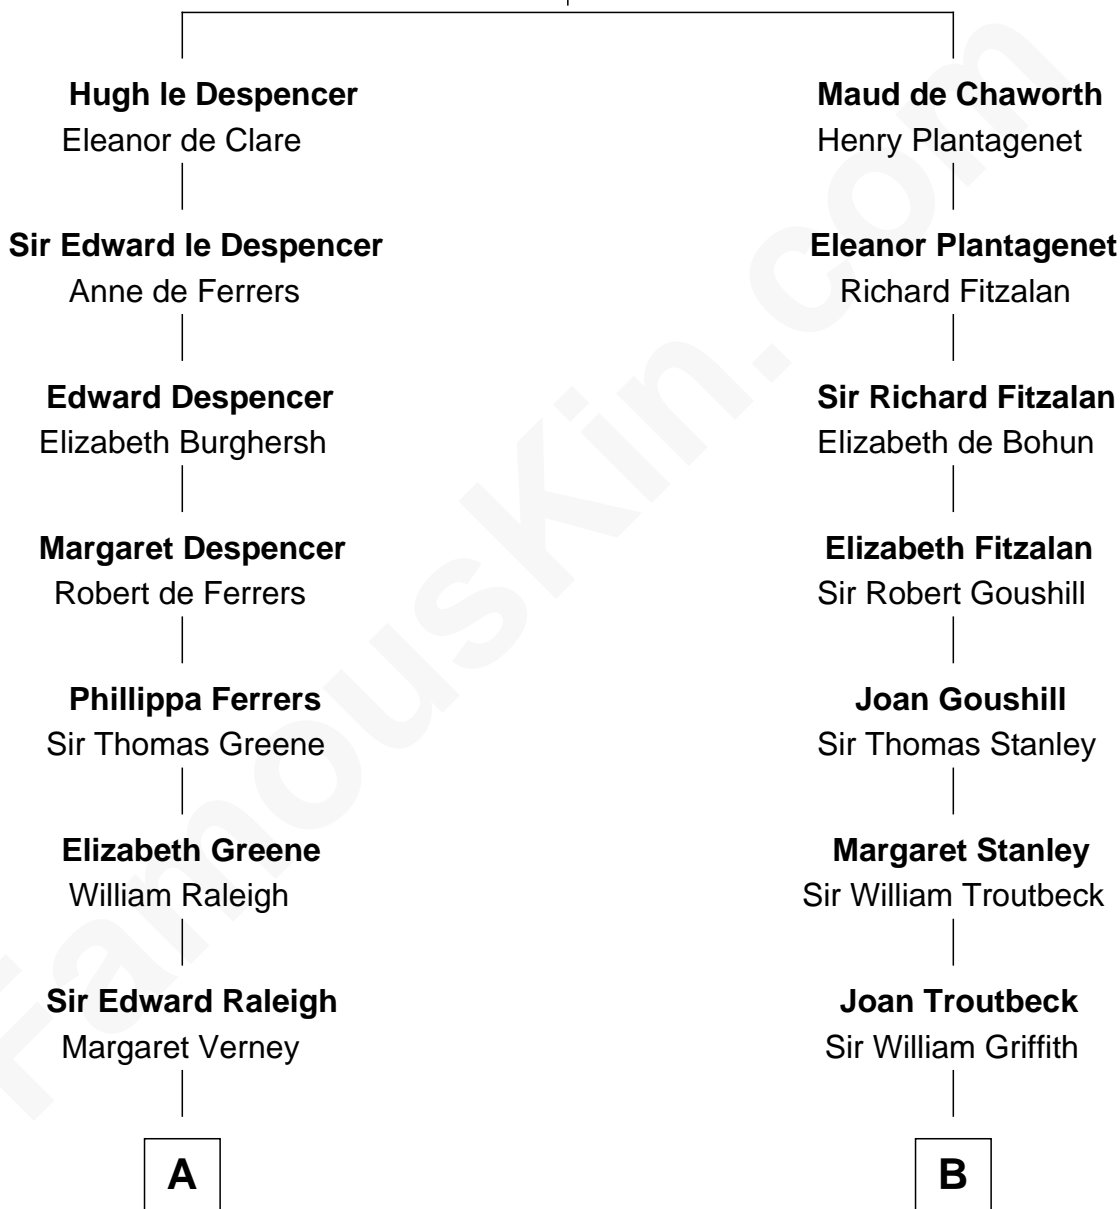 Hugh le Despencer
Eleanor de Clare
Sir Edward le Despencer
Anne de Ferrers
Edward Despencer
Elizabeth Burghersh
Margaret Despencer
Robert de Ferrers
Phillippa Ferrers
Sir Thomas Greene
Elizabeth Greene
William Raleigh
Sir Edward Raleigh
Margaret Verney
A
Maud de Chaworth
Henry Plantagenet
Eleanor Plantagenet
Richard Fitzalan
Sir Richard Fitzalan
Elizabeth de Bohun
Elizabeth Fitzalan
Sir Robert Goushill
Joan Goushill
Sir Thomas Stanley
Margaret Stanley
Sir William Troutbeck
Joan Troutbeck
Sir William Griffith
B
FamousKin.com